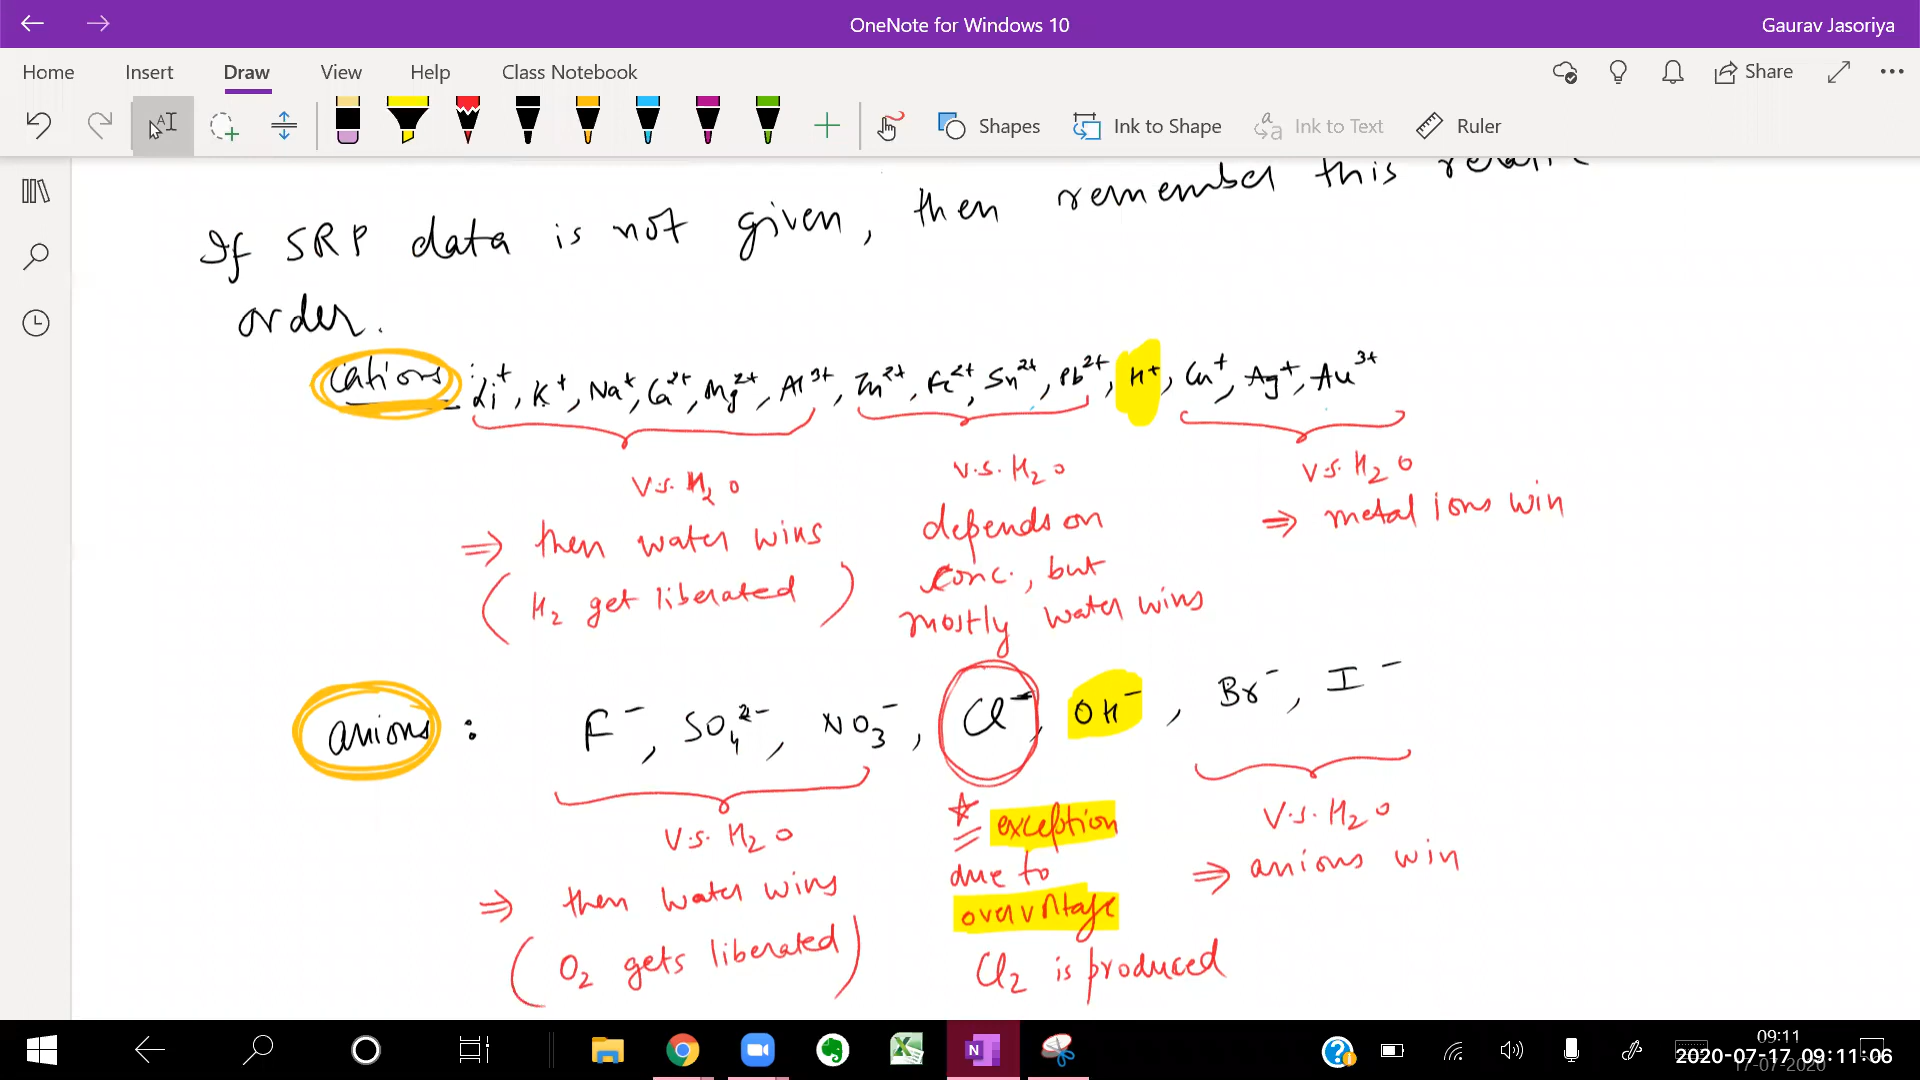 OneNote for Windows 10
Gaurav Jasoriya
Home Insert Draw View Help Class Notebook
Share
Shapes Ink to Shape Ink to Text Ruler
If SRP data is not given, then remember this
order.
Cations : Li⁺, K⁺, Na⁺, Ca²⁺, Mg²⁺, Al³⁺, Zn²⁺, Fe²⁺, Sn²⁺, Pb²⁺, H⁺, Cu⁺, Ag⁺, Au³⁺
v.s. H₂O
⇒ then water wins
(H₂ get liberated)
v.s. H₂O
depends on
conc., but
mostly water wins
v.s. H₂O
⇒ metal ions win
anions : F⁻, SO₄²⁻, NO₃⁻, Cl⁻, OH⁻, Br⁻, I⁻
v.s. H₂O
⇒ then water wins
(O₂ gets liberated)
exception
due to
overvoltage
Cl₂ is produced
v.s. H₂O
⇒ anions win
09:11
2020-07-17 09:11:06
17-07-2020